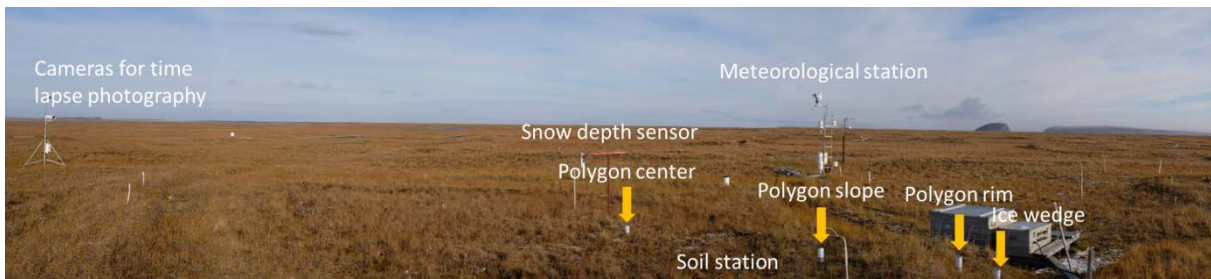 Cameras for time
lapse photography
Meteorological station
Snow depth sensor
Polygon center
Polygon slope
Polygon rim
Ice wedge
Soil station